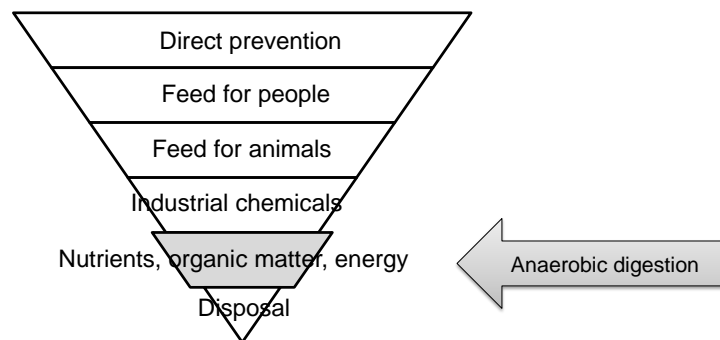 Direct prevention
Feed for people
Feed for animals
Industrial chemicals
Nutrients, organic matter, energy
Anaerobic digestion
Disposal